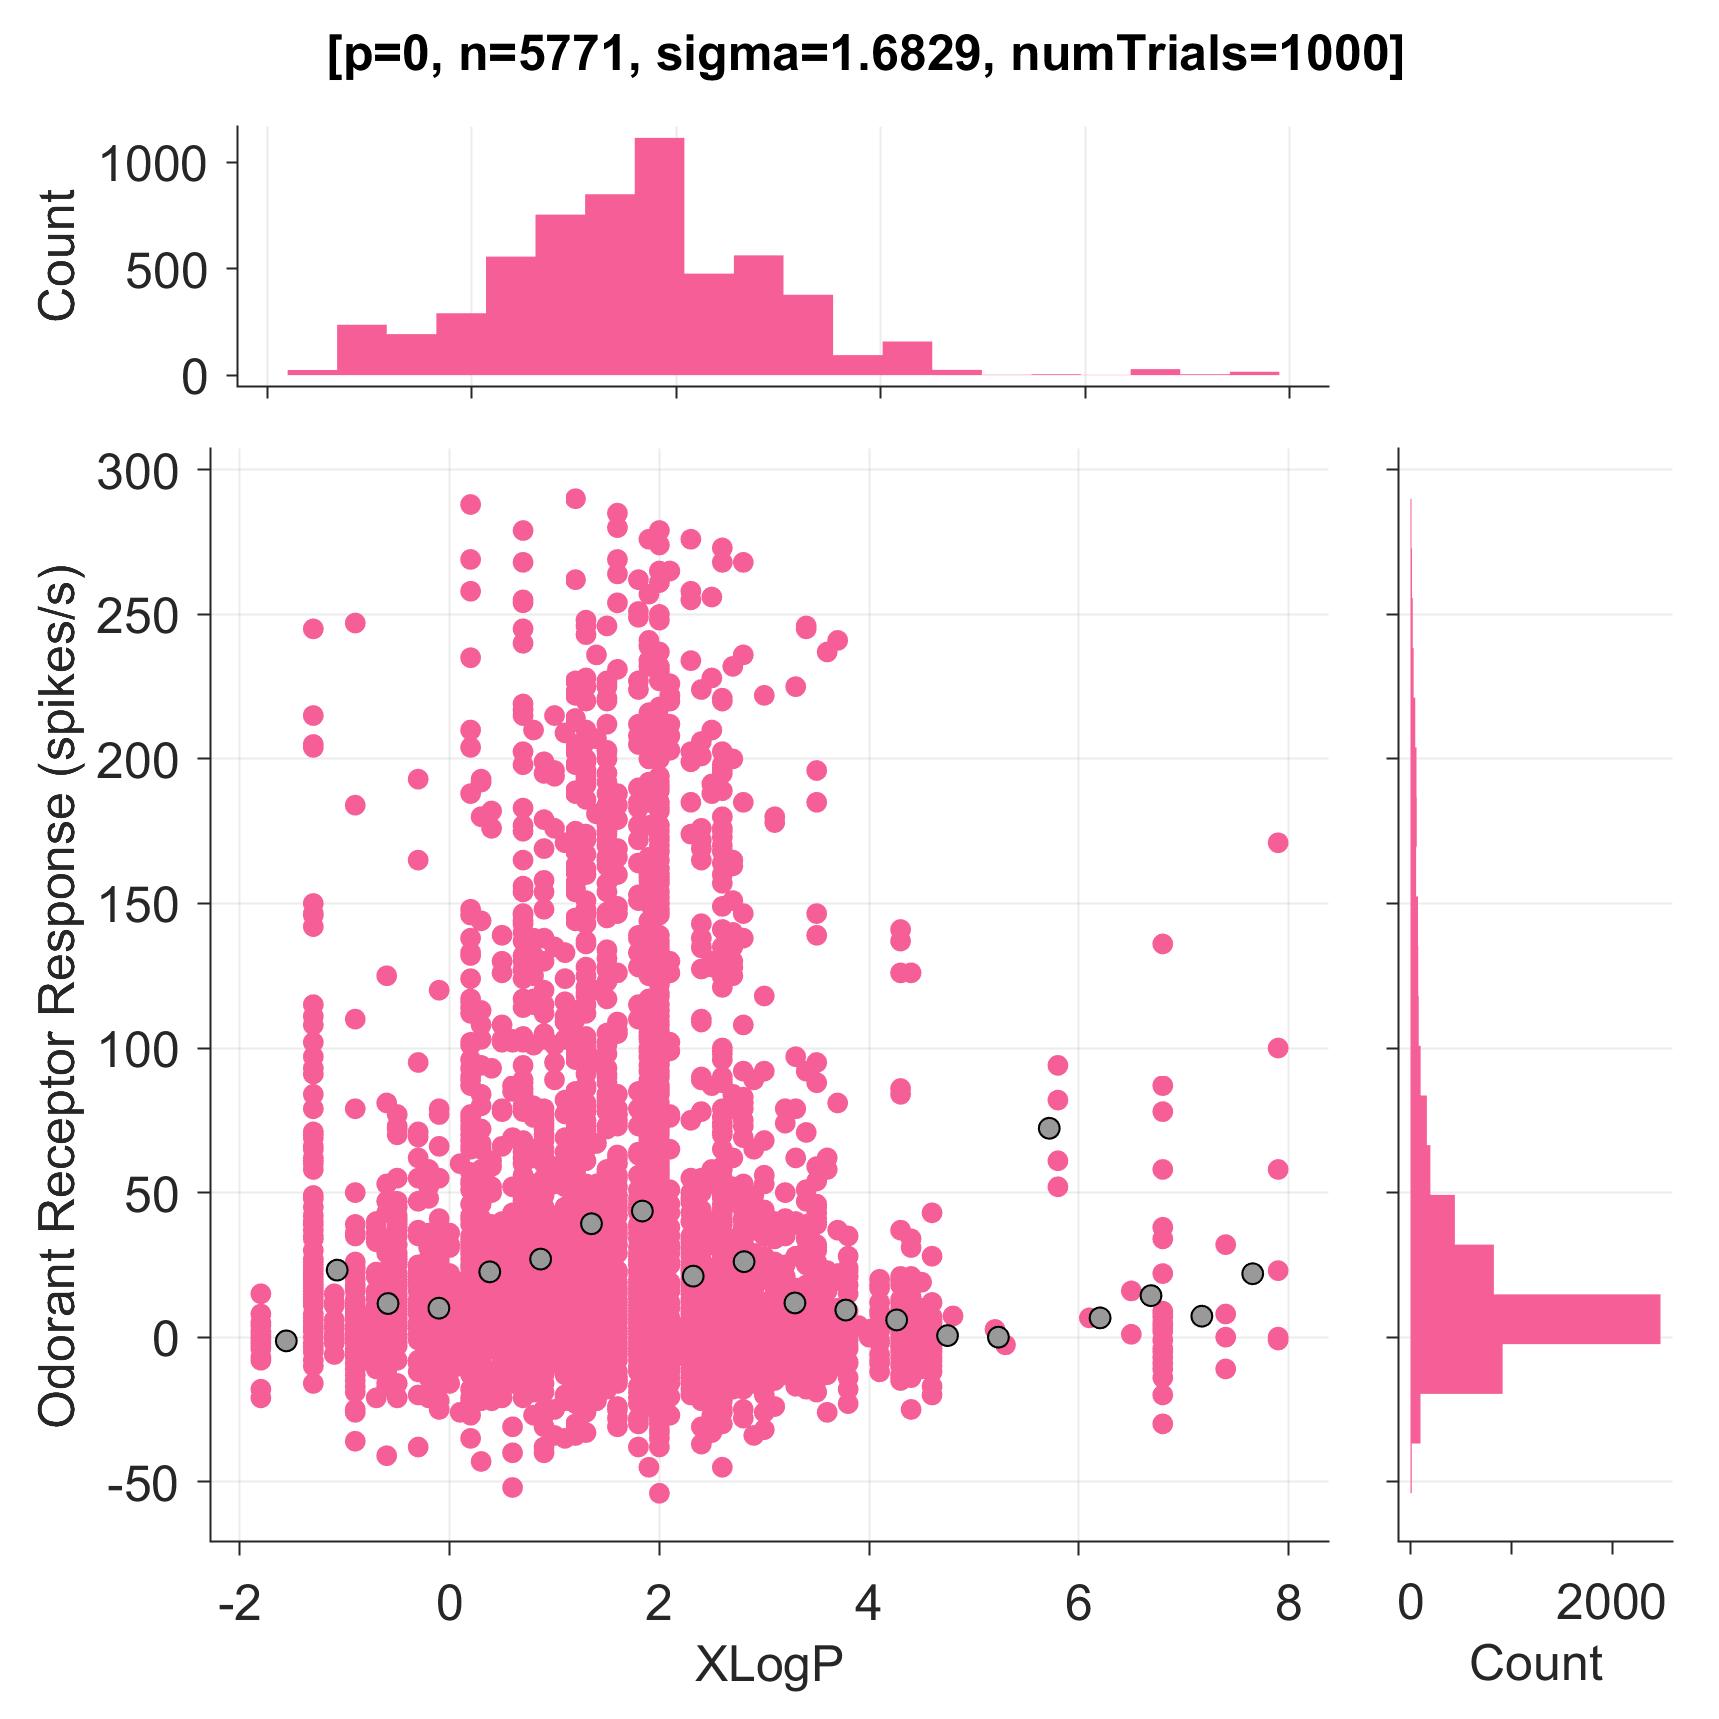 [p=0, n=5771, sigma=1.6829, numTrials=1000]
Count
1000
500
0
Odorant Receptor Response (spikes/s)
300
250
200
150
100
50
0
-50
-2 0 2 4 6 8
XLogP
0 2000
Count